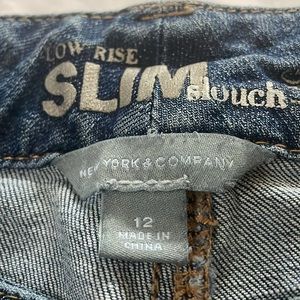 LOW RISE
SLIM slouch
NEW YORK & COMPANY
12
MADE IN
CHINA